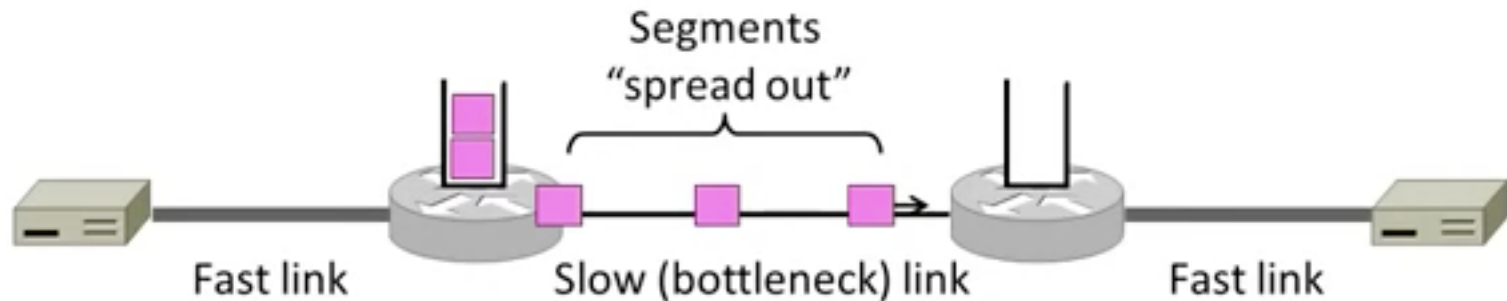 Segments
“spread out”
Fast link
Slow (bottleneck) link
Fast link